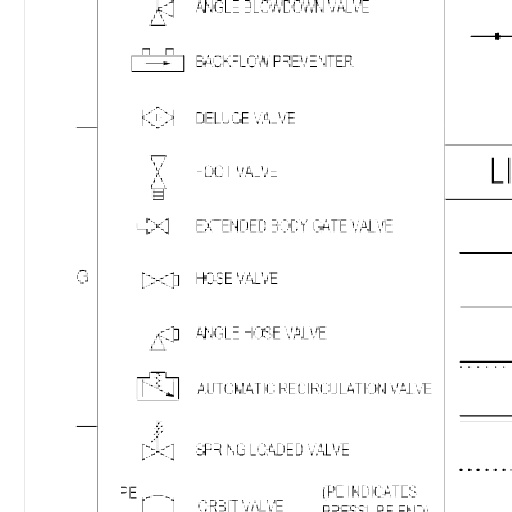 ANGLE BLOWDOWN VALVE
BACKFLOW PREVENTER
DELUGE VALVE
LI
FOOT VALVE
EXTENDED BODY GATE VALVE
G
HOSE VALVE
ANGLE HOSE VALVE
AUTOMATIC RECIRCULATION VALVE
SPRING LOADED VALVE
PE
ORBIT VALVE
(PE INDICATES
PRESSURE END)